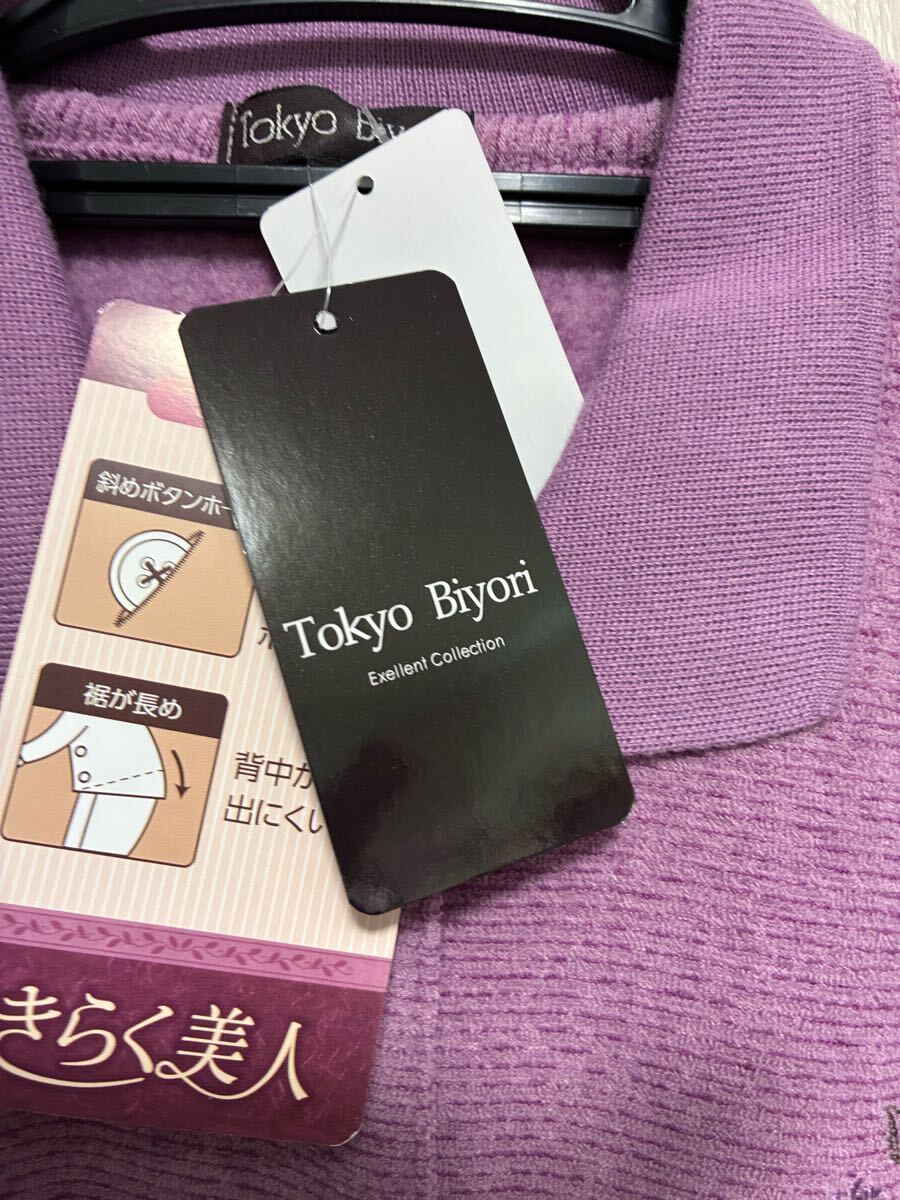 Tokyo
斜めボタンホー
裾が長め
背中が
出にくい
きらく美人
Tokyo Biyori
Exellent Collection